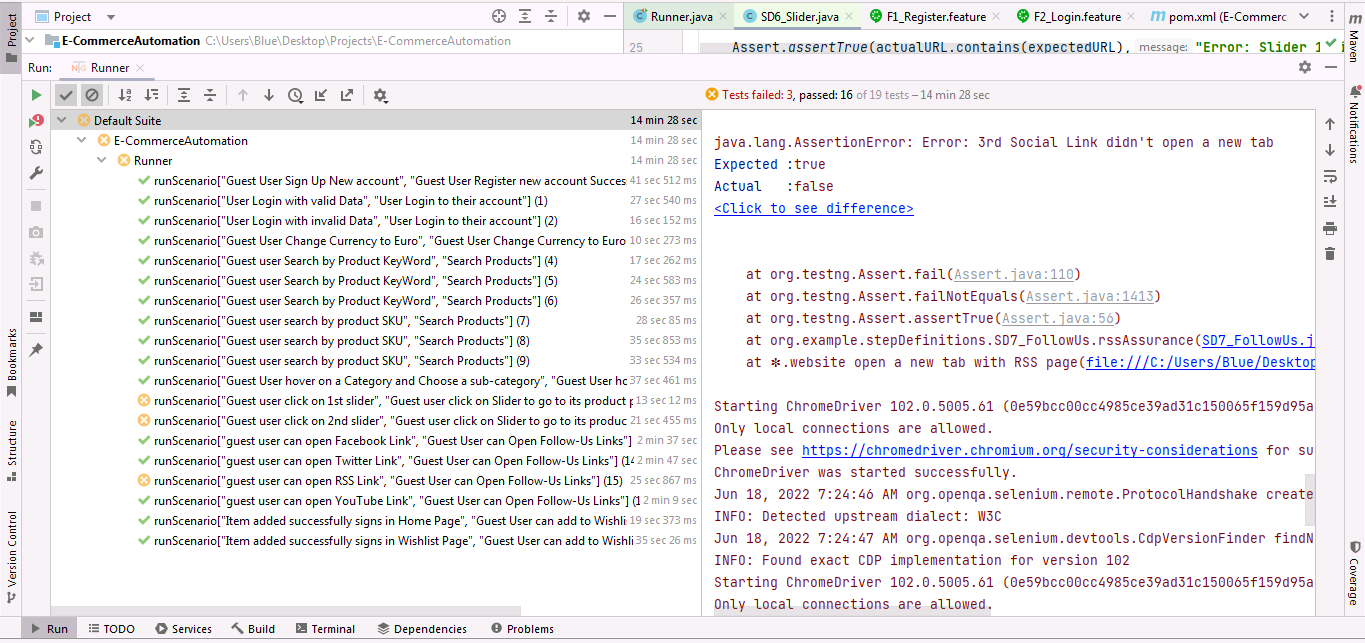 Project
Runner.java
SD6_Slider.java
F1_Register.feature
F2_Login.feature
pom.xml (E-Commerc
E-CommerceAutomation C:\Users\Blue\Desktop\Projects\E-CommerceAutomation
25 Assert.assertTrue(actualURL.contains(expectedURL), message: "Error: Slider 1
Run: Runner
Tests failed: 3, passed: 16 of 19 tests – 14 min 28 sec
Default Suite 14 min 28 sec
E-CommerceAutomation 14 min 28 sec
Runner 14 min 28 sec
runScenario["Guest User Sign Up New account", "Guest User Register new account Succes 41 sec 512 ms
runScenario["User Login with valid Data", "User Login to their account"] (1) 27 sec 540 ms
runScenario["User Login with invalid Data", "User Login to their account"] (2) 16 sec 152 ms
runScenario["Guest User Change Currency to Euro", "Guest User Change Currency to Euro 10 sec 273 ms
runScenario["Guest user Search by Product KeyWord", "Search Products"] (4) 17 sec 262 ms
runScenario["Guest user Search by Product KeyWord", "Search Products"] (5) 24 sec 583 ms
runScenario["Guest user Search by Product KeyWord", "Search Products"] (6) 26 sec 357 ms
runScenario["Guest user search by product SKU", "Search Products"] (7) 28 sec 85 ms
runScenario["Guest user search by product SKU", "Search Products"] (8) 35 sec 853 ms
runScenario["Guest user search by product SKU", "Search Products"] (9) 33 sec 534 ms
runScenario["Guest User hover on a Category and Choose a sub-category", "Guest User ho 37 sec 461 ms
runScenario["Guest user click on 1st slider", "Guest user click on Slider to go to its product p 13 sec 12 ms
runScenario["Guest user click on 2nd slider", "Guest user click on Slider to go to its produc 21 sec 455 ms
runScenario["guest user can open Facebook Link", "Guest User can Open Follow-Us Links"] 2 min 37 sec
runScenario["guest user can open Twitter Link", "Guest User can Open Follow-Us Links"] (14 2 min 47 sec
runScenario["guest user can open RSS Link", "Guest User can Open Follow-Us Links"] (15) 25 sec 867 ms
runScenario["guest user can open YouTube Link", "Guest User can Open Follow-Us Links"] (1 2 min 9 sec
runScenario["Item added successfully signs in Home Page", "Guest User can add to Wishli 19 sec 373 ms
runScenario["Item added successfully signs in Wishlist Page", "Guest User can add to Wishli 35 sec 26 ms
java.lang.AssertionError: Error: 3rd Social Link didn't open a new tab
Expected :true
Actual :false
<Click to see difference>
at org.testng.Assert.fail(Assert.java:110)
at org.testng.Assert.failNotEquals(Assert.java:1413)
at org.testng.Assert.assertTrue(Assert.java:56)
at org.example.stepDefinitions.SD7_FollowUs.rssAssurance(SD7_FollowUs.j
at ✽.website open a new tab with RSS page(file:///C:/Users/Blue/Desktop
Starting ChromeDriver 102.0.5005.61 (0e59bcc00cc4985ce39ad31c150065f159d95a
Only local connections are allowed.
Please see https://chromedriver.chromium.org/security-considerations for su
ChromeDriver was started successfully.
Jun 18, 2022 7:24:46 AM org.openqa.selenium.remote.ProtocolHandshake create
INFO: Detected upstream dialect: W3C
Jun 18, 2022 7:24:47 AM org.openqa.selenium.devtools.CdpVersionFinder findN
INFO: Found exact CDP implementation for version 102
Starting ChromeDriver 102.0.5005.61 (0e59bcc00cc4985ce39ad31c150065f159d95a
Only local connections are allowed.
Project
Bookmarks
Structure
Version Control
Maven
Notifications
Coverage
Run
TODO
Services
Build
Terminal
Dependencies
Problems